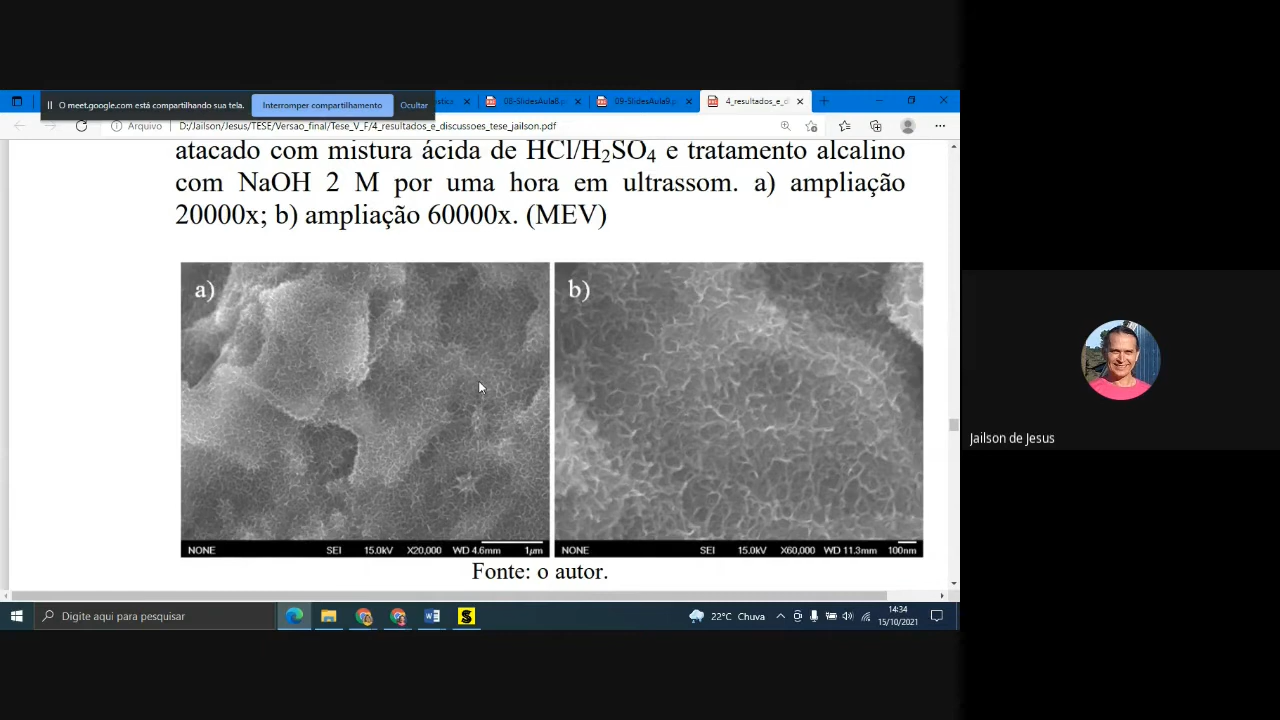 O meet.google.com está compartilhando sua tela.
Interromper compartilhamento
Ocultar
08-SlidesAula8.p
09-SlidesAula9.p
4_resultados_e_d
Arquivo
D:/Jailson/Jesus/TESE/Versao_final/Tese_V_F/4_resultados_e_discussoes_tese_jailson.pdf
atacado com mistura ácida de HCl/H₂SO₄ e tratamento alcalino
com NaOH 2 M por uma hora em ultrassom. a) ampliação
20000x; b) ampliação 60000x. (MEV)
a)
b)
NONE SEI 15.0kV X20,000 WD 4.6mm 1µm
NONE SEI 15.0kV X60,000 WD 11.3mm 100nm
Fonte: o autor.
Jailson de Jesus
Digite aqui para pesquisar
22°C Chuva
14:34
15/10/2021